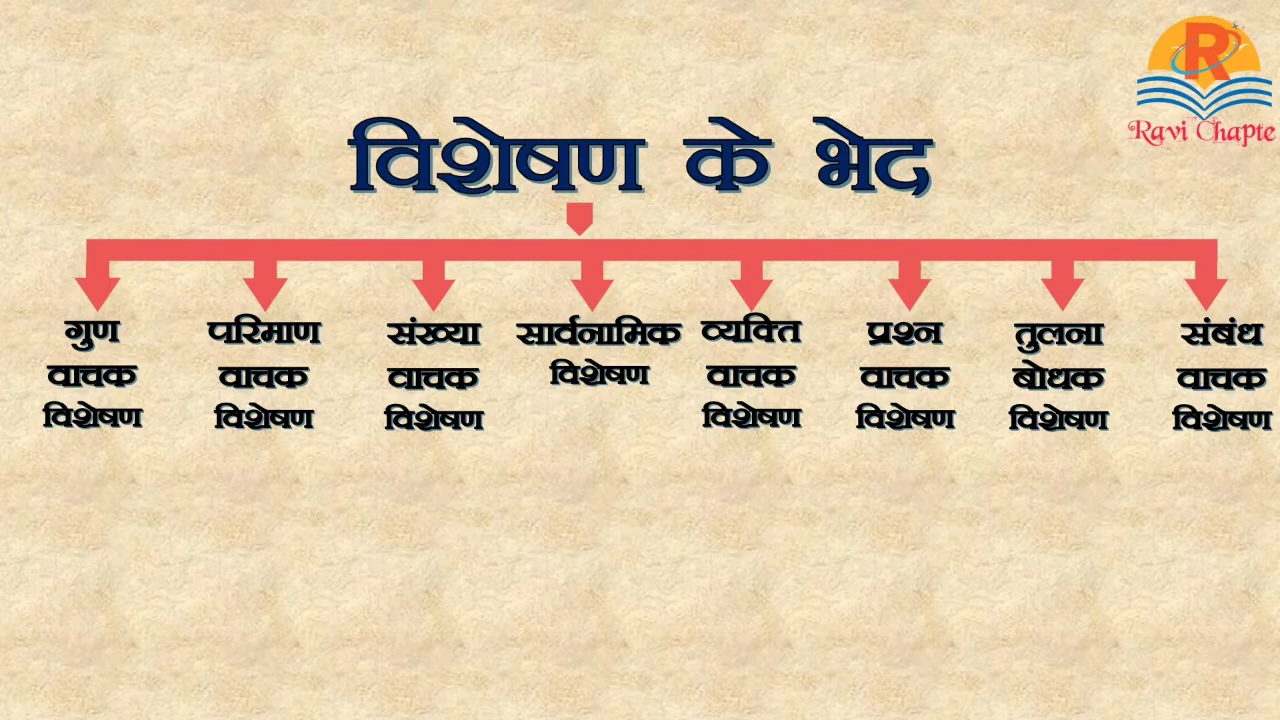 R
Ravi Chapte
विशेषण के भेद
गुण
वाचक
विशेषण
परिमाण
वाचक
विशेषण
संख्या
वाचक
विशेषण
सार्वनामिक
विशेषण
व्यक्ति
वाचक
विशेषण
प्रश्न
वाचक
विशेषण
तुलना
बोधक
विशेषण
संबंध
वाचक
विशेषण